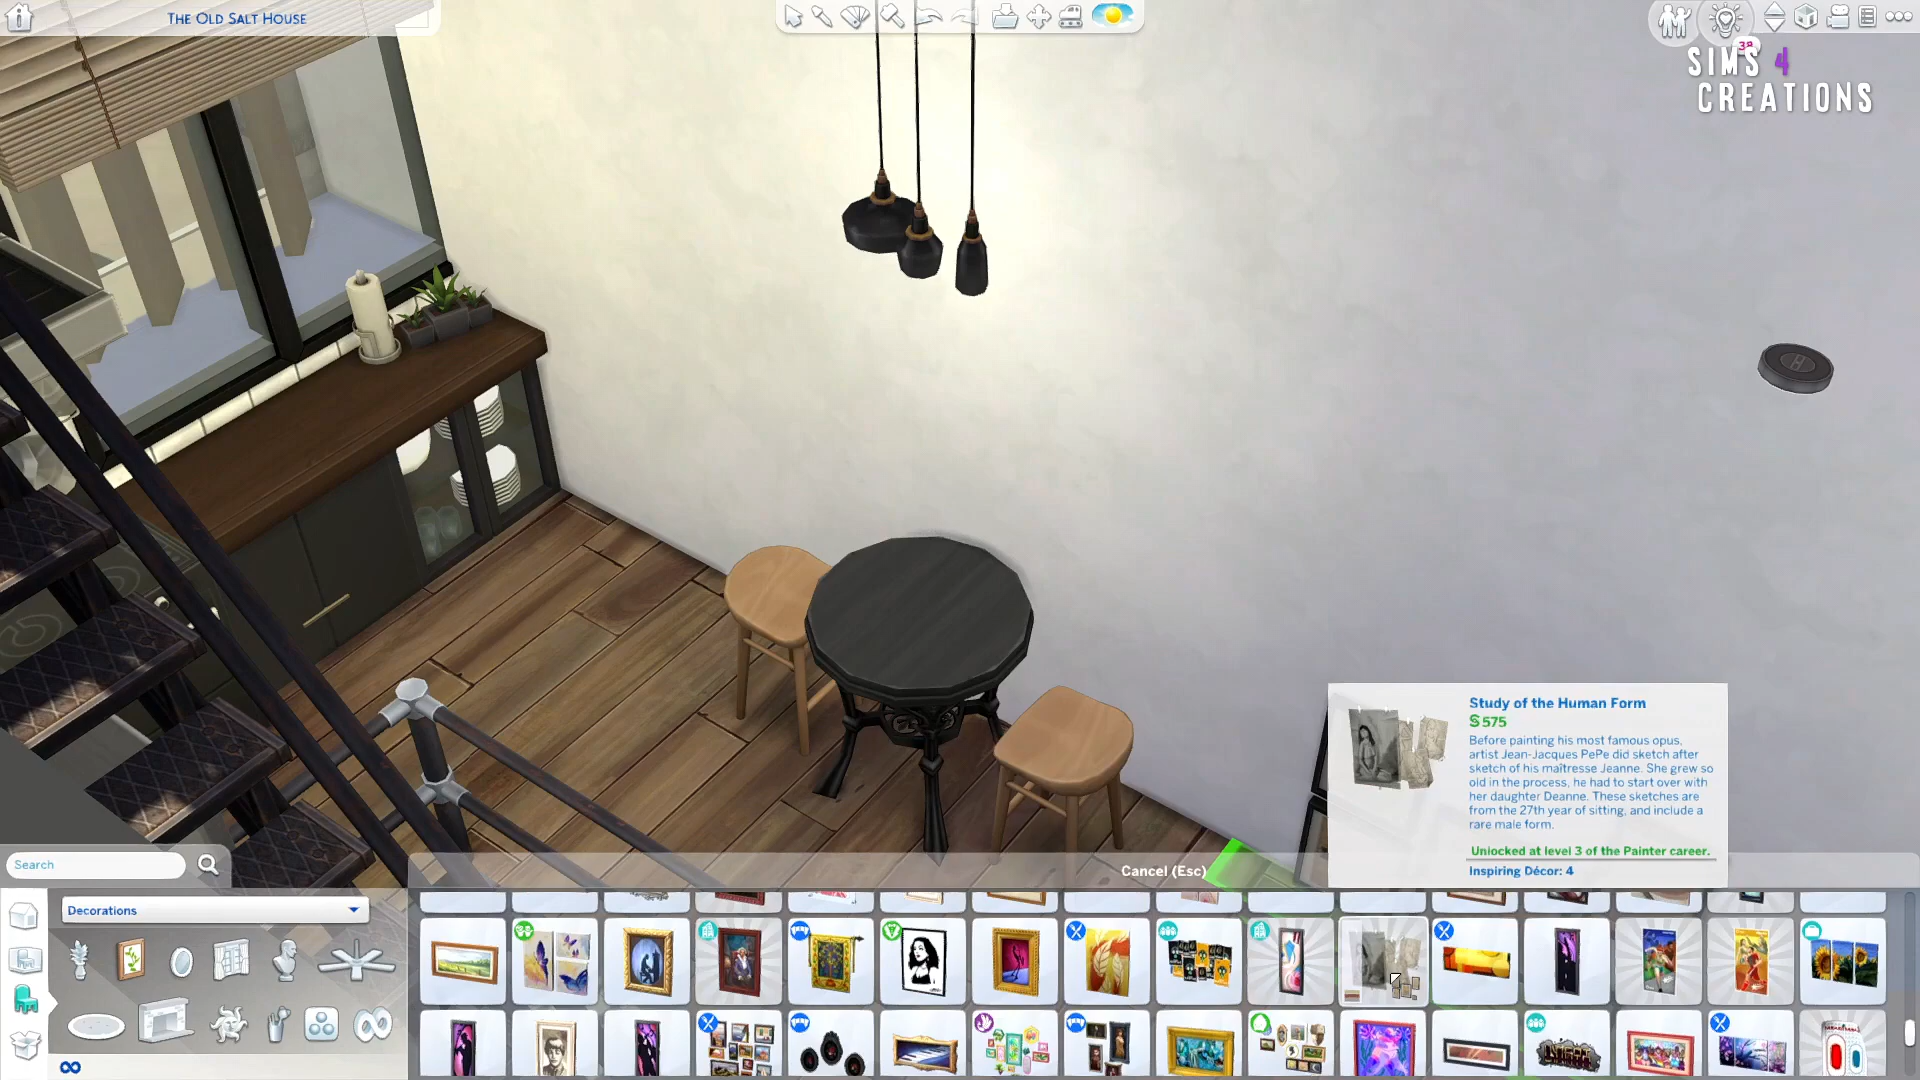 The Old Salt House
SIMS 4
CREATIONS
Study of the Human Form
§575
Before painting his most famous opus,
artist Jean-Jacques PePe did sketch after
sketch of his maîtresse Jeanne. She grew so
old in the process, he had to start over with
her daughter Deanne. These sketches are
from the 27th year of sitting, and include a
rare male form.
Unlocked at level 3 of the Painter career.
Inspiring Décor: 4
Search
Cancel (Esc)
Decorations